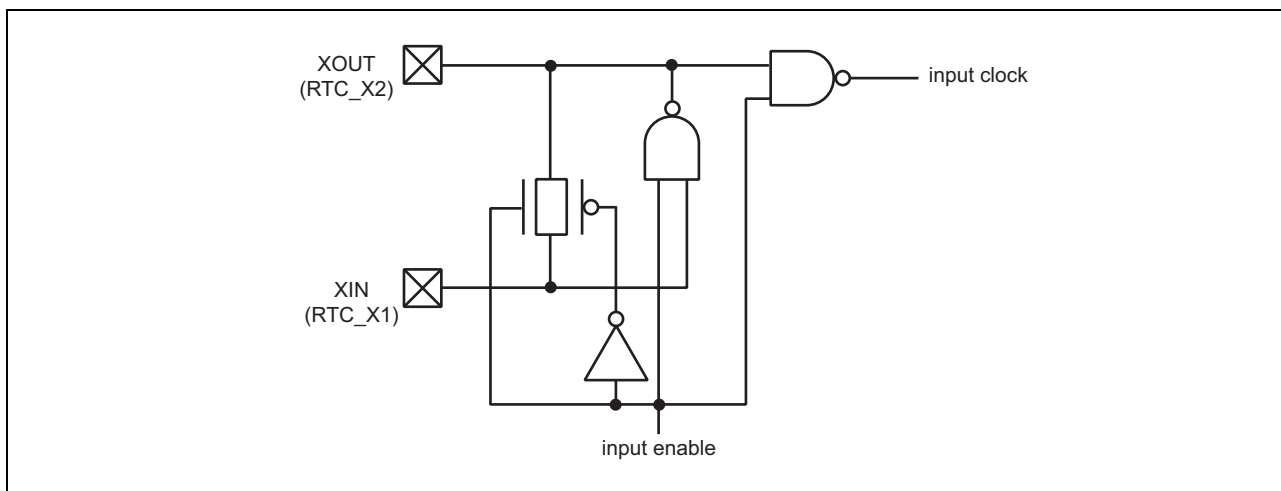 XOUT
(RTC_X2)
input clock
XIN
(RTC_X1)
input enable